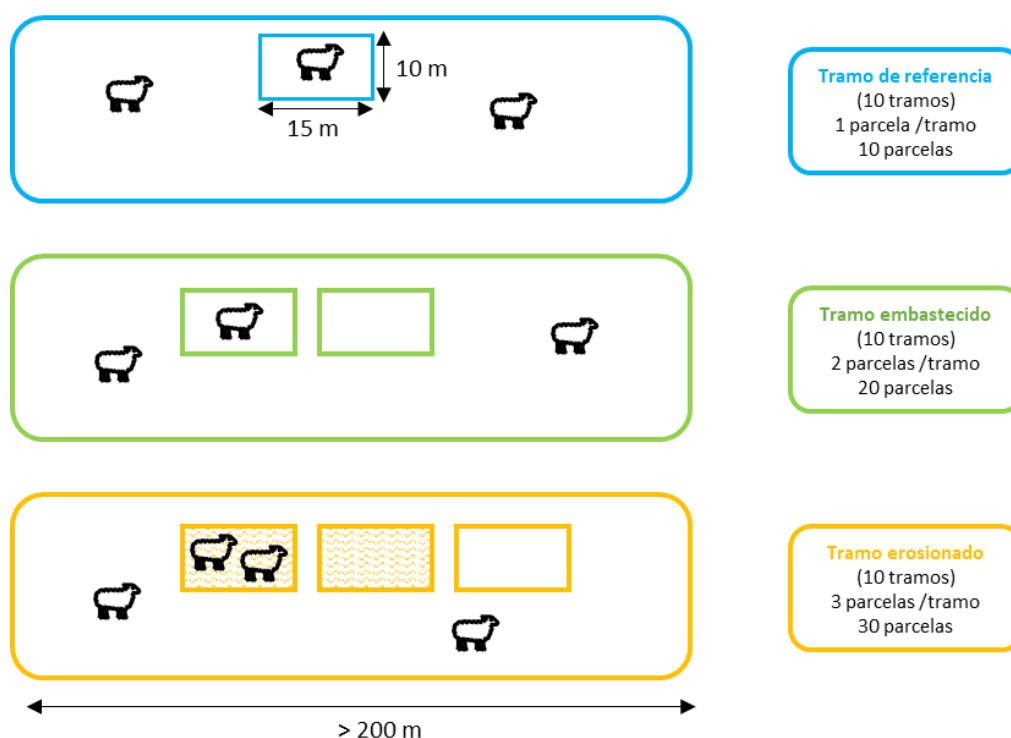 10 m
15 m
Tramo de referencia
(10 tramos)
1 parcela /tramo
10 parcelas
Tramo embastecido
(10 tramos)
2 parcelas /tramo
20 parcelas
Tramo erosionado
(10 tramos)
3 parcelas /tramo
30 parcelas
> 200 m